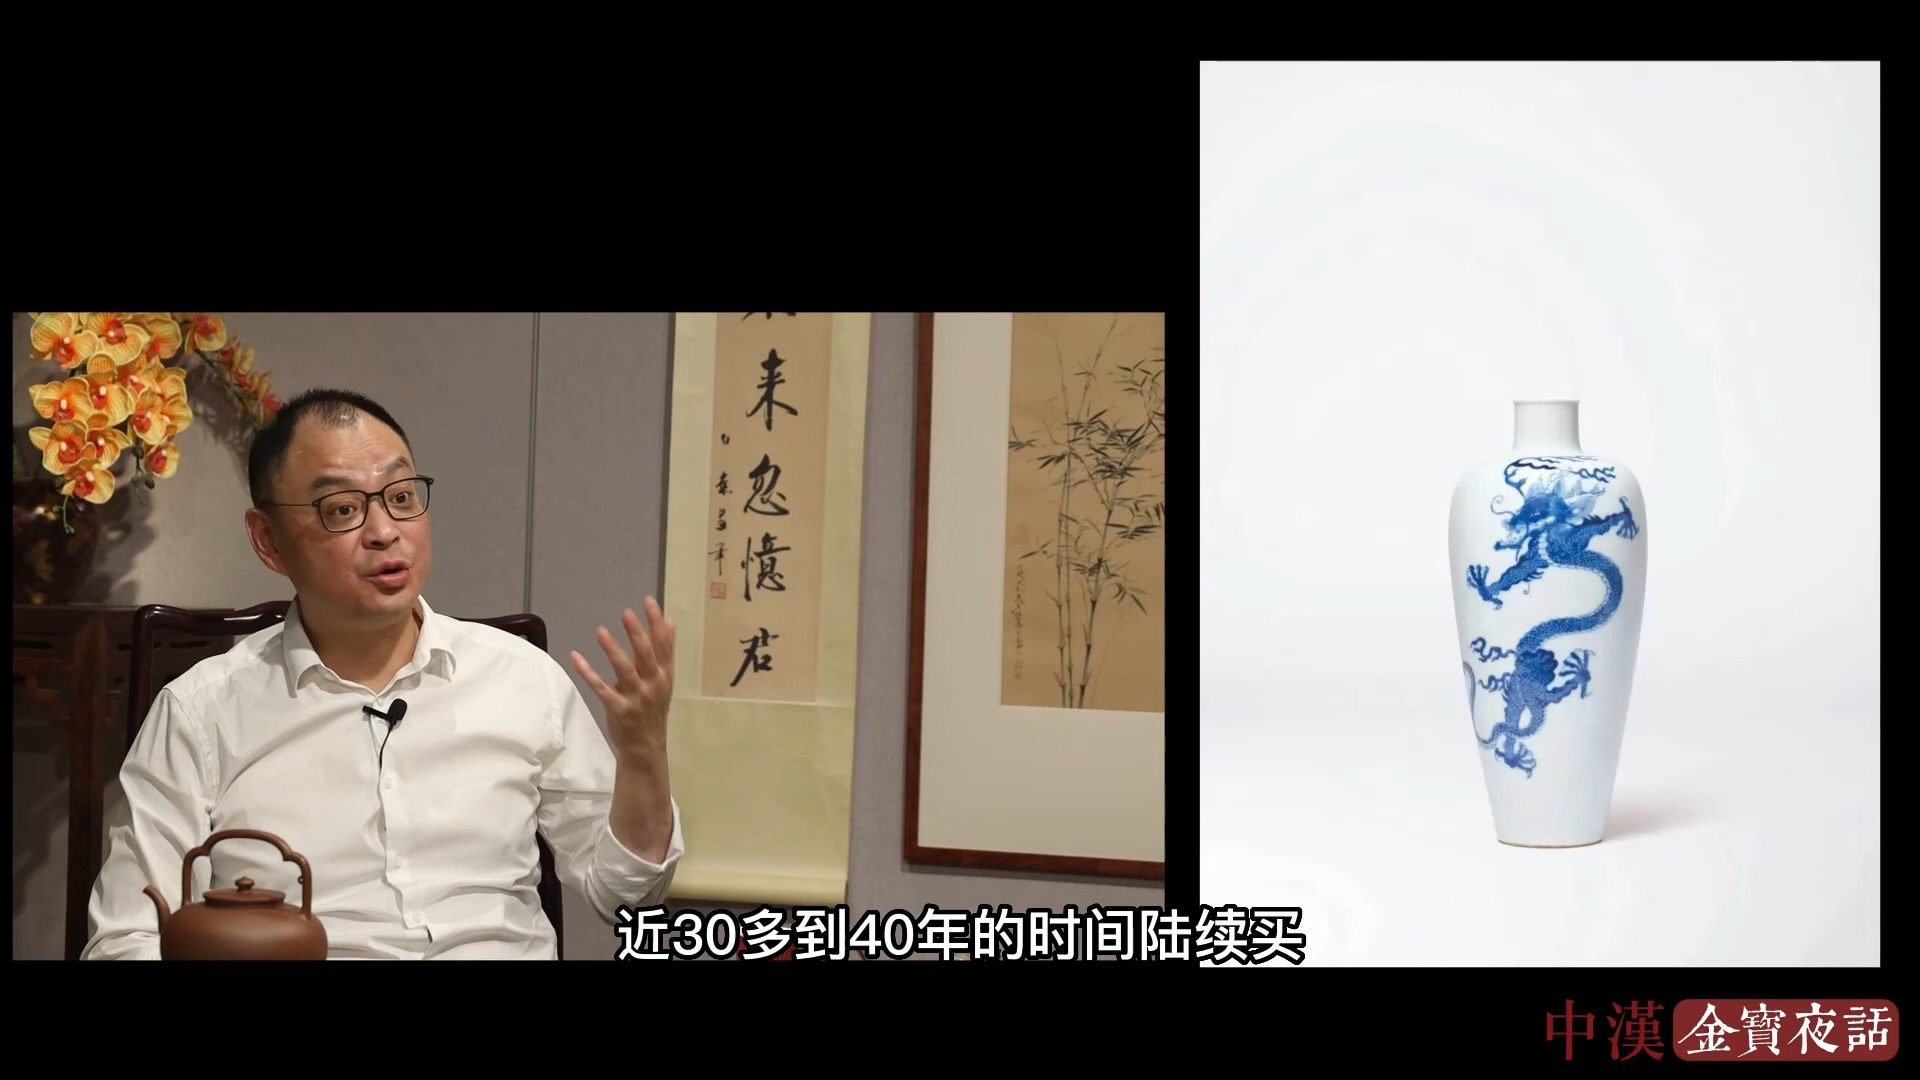 来忽憶君
近30多到40年的时间陆续买
中漢 金寶夜話